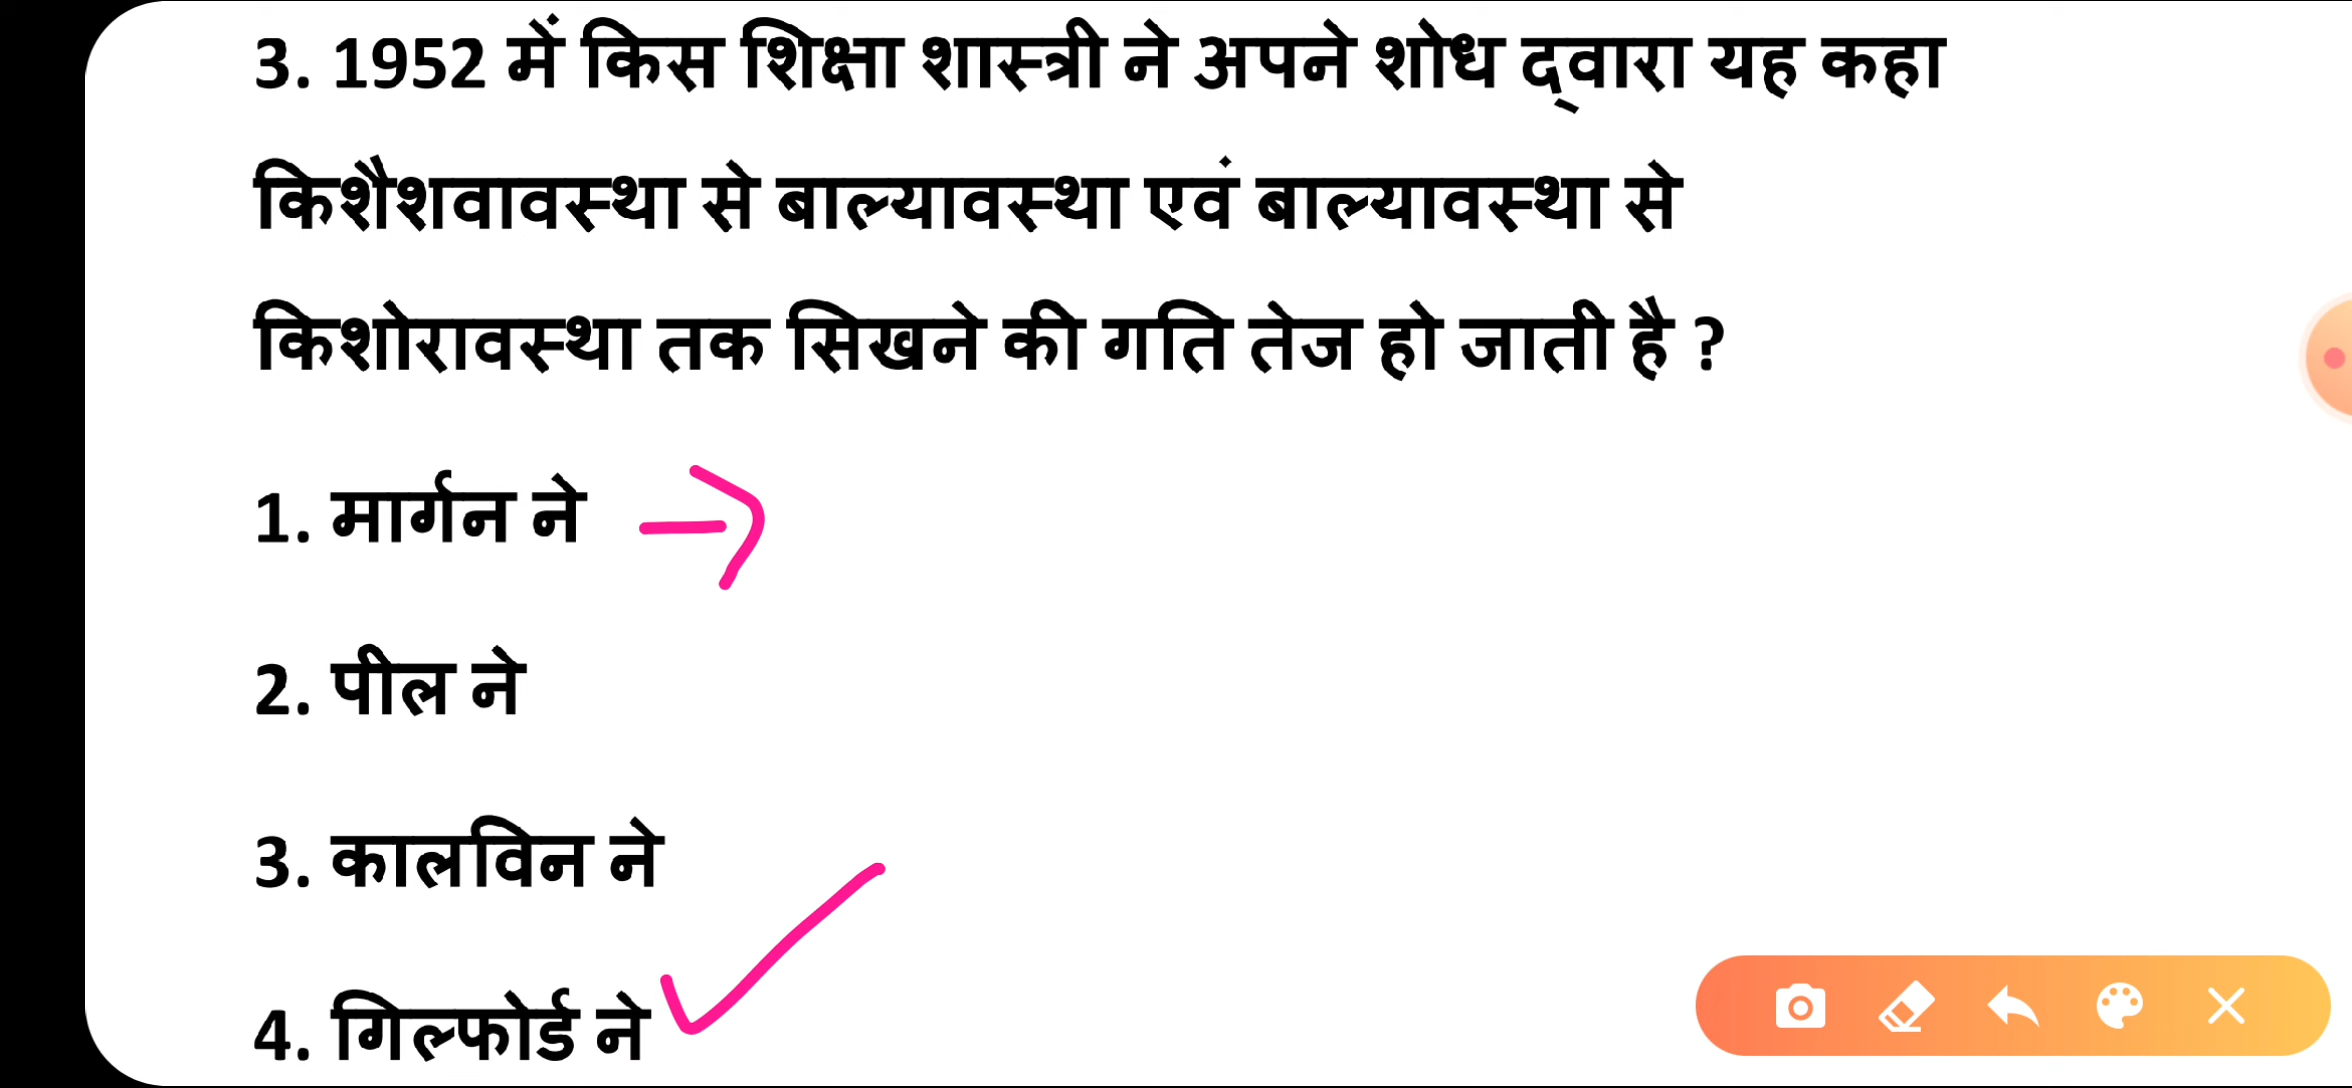 3. 1952 में किस शिक्षा शास्त्री ने अपने शोध द्‌वारा यह कहा
किशैशवावस्था से बाल्यावस्था एवं बाल्यावस्था से
किशोरावस्था तक सिखने की गति तेज हो जाती है ?
1. मार्गन ने
2. पील ने
3. कालविन ने
4. गिल्फोर्ड ने